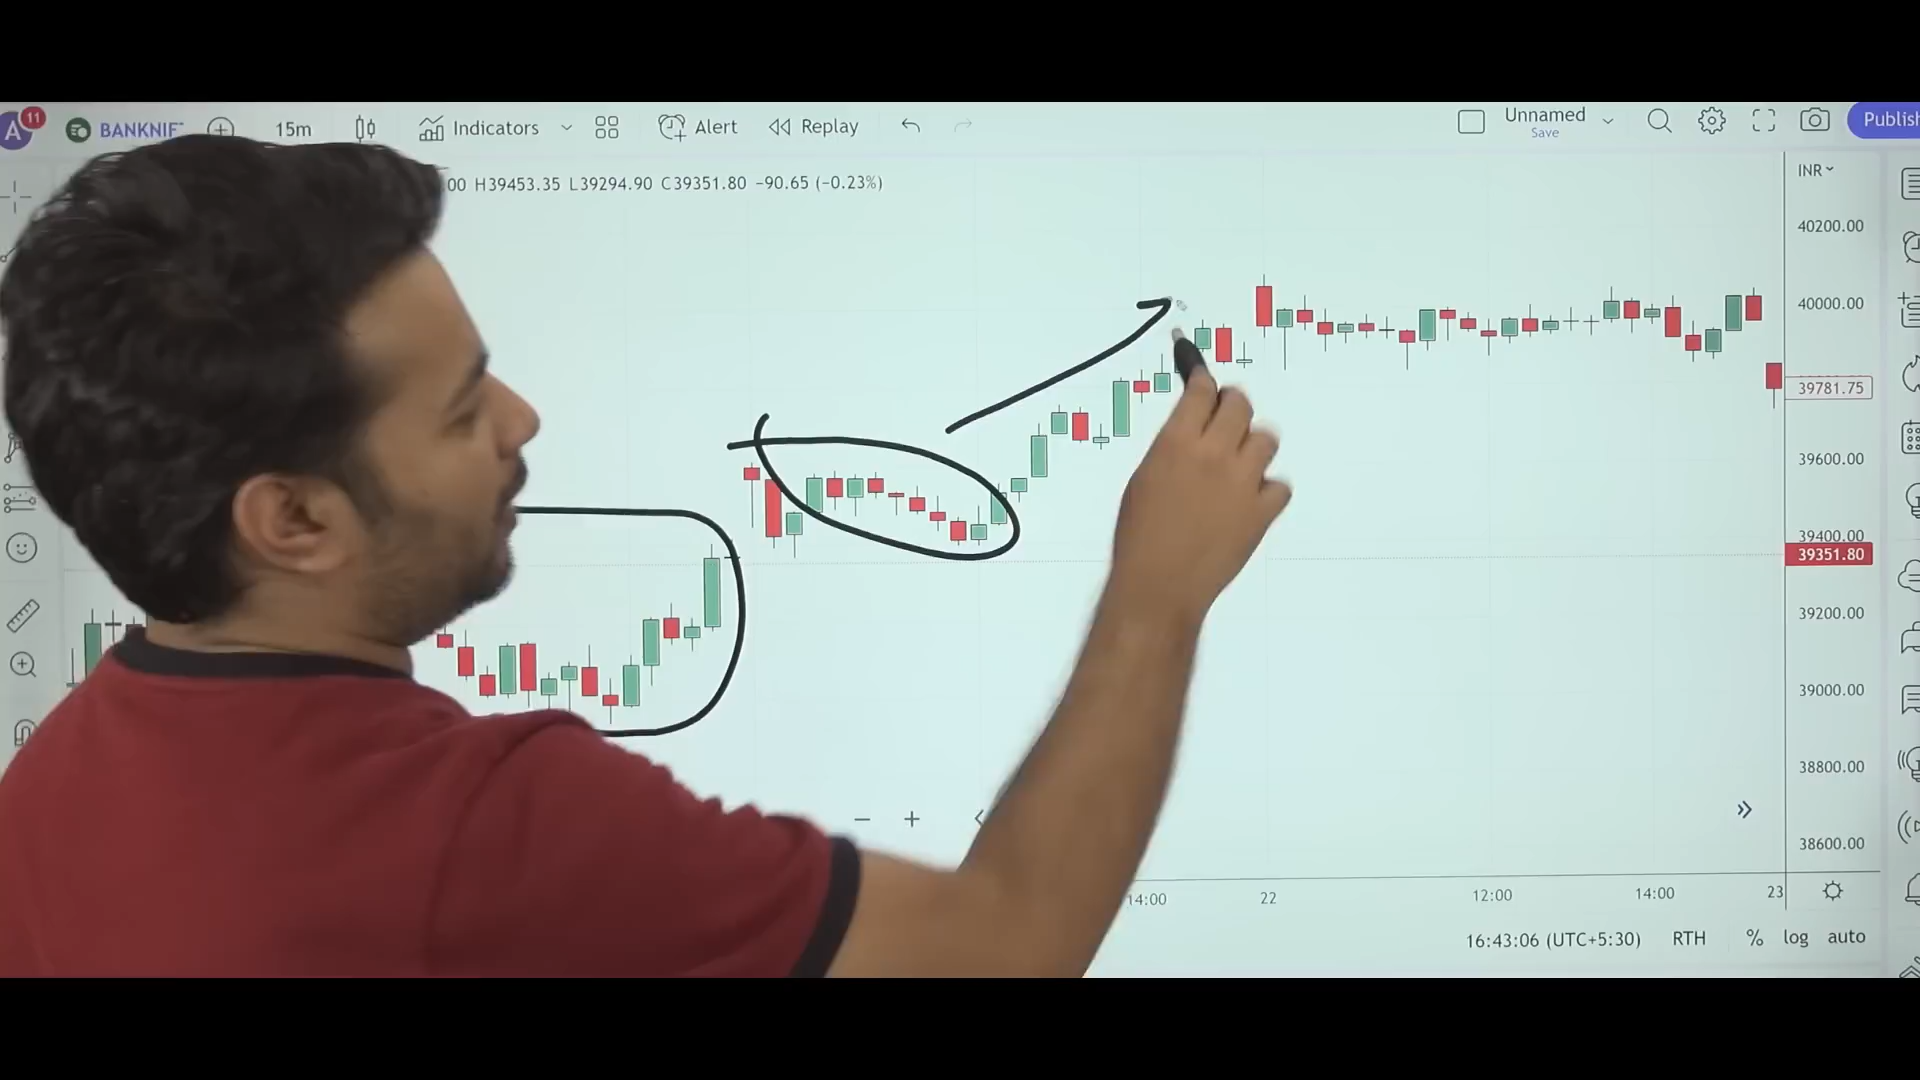 A 11 BANKNIF 15m Indicators Alert Replay Unnamed Publish
Save
00 H39453.35 L39294.90 C39351.80 −90.65 (−0.23%) INR
40200.00
40000.00
39781.75
39600.00
39400.00
39351.80
39200.00
39000.00
38800.00
38600.00
14:00 22 12:00 14:00 23
16:43:06 (UTC+5:30) RTH % log auto